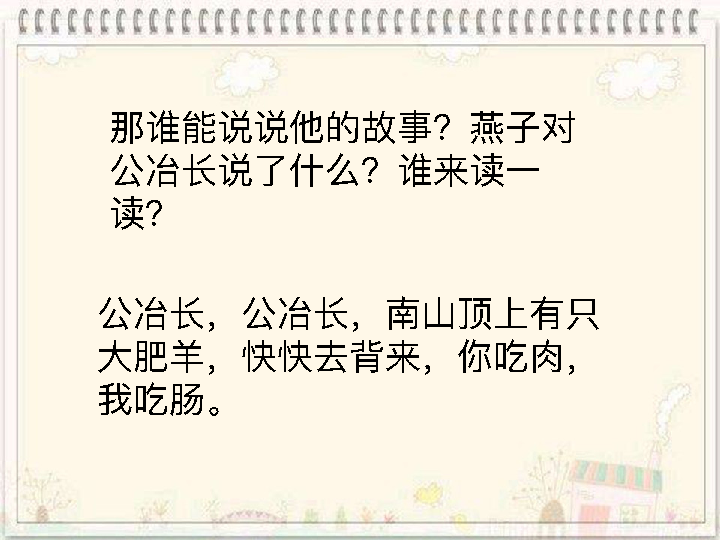 那谁能说说他的故事？燕子对
公冶长说了什么？谁来读一
读？
公冶长，公冶长，南山顶上有只
大肥羊，快快去背来，你吃肉，
我吃肠。